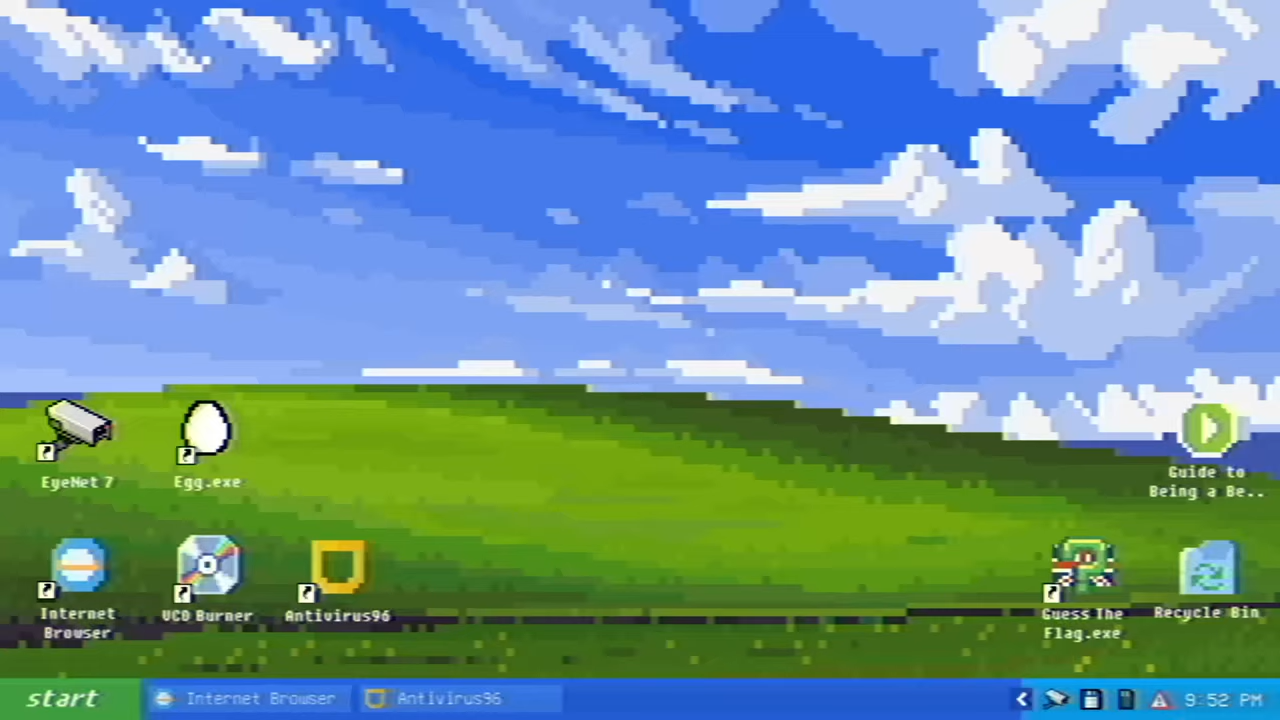 EyeNet 7
Egg.exe
Guide to
Being a Be..
Internet
Browser
VCD Burner
Antivirus96
Guess The
Flag.exe
Recycle Bin
start
Internet Browser
Antivirus96
9:52 PM